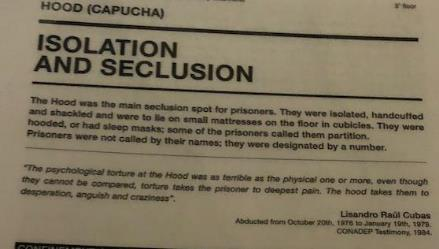 3° floor
HOOD (CAPUCHA)
ISOLATION
AND SECLUSION
The Hood was the main seclusion spot for prisoners. They were isolated, handcuffed
and shackled and were to lie on small mattresses on the floor in cubicles. They were
hooded, or had sleep masks; some of the prisoners called them partition.
Prisoners were not called by their names; they were designated by a number.
"The psychological torture at the Hood was as terrible as the physical one or more, even though
they cannot be compared, torture takes the prisoner to deepest pain. The hood takes them to
desperation, anguish and craziness".
Lisandro Raúl Cubas
Abducted from October 20th, 1976 to January 19th, 1979.
CONADEP Testimony, 1984.